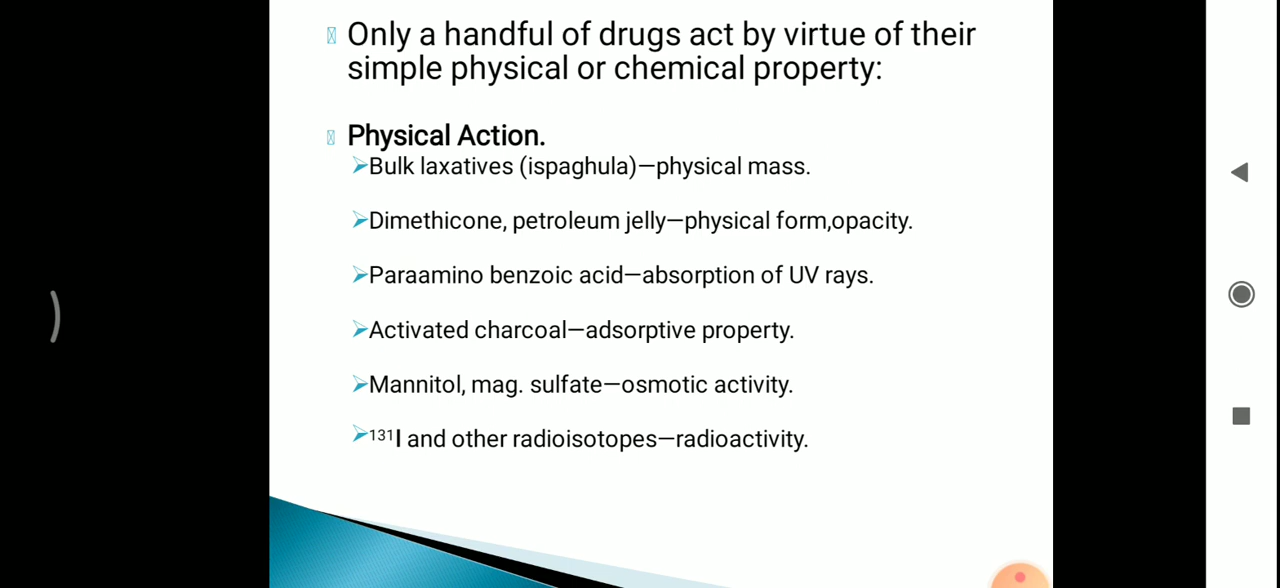 Only a handful of drugs act by virtue of their
simple physical or chemical property:
Physical Action.
Bulk laxatives (ispaghula)—physical mass.
Dimethicone, petroleum jelly—physical form,opacity.
Paraamino benzoic acid—absorption of UV rays.
Activated charcoal—adsorptive property.
Mannitol, mag. sulfate—osmotic activity.
¹³¹I and other radioisotopes—radioactivity.